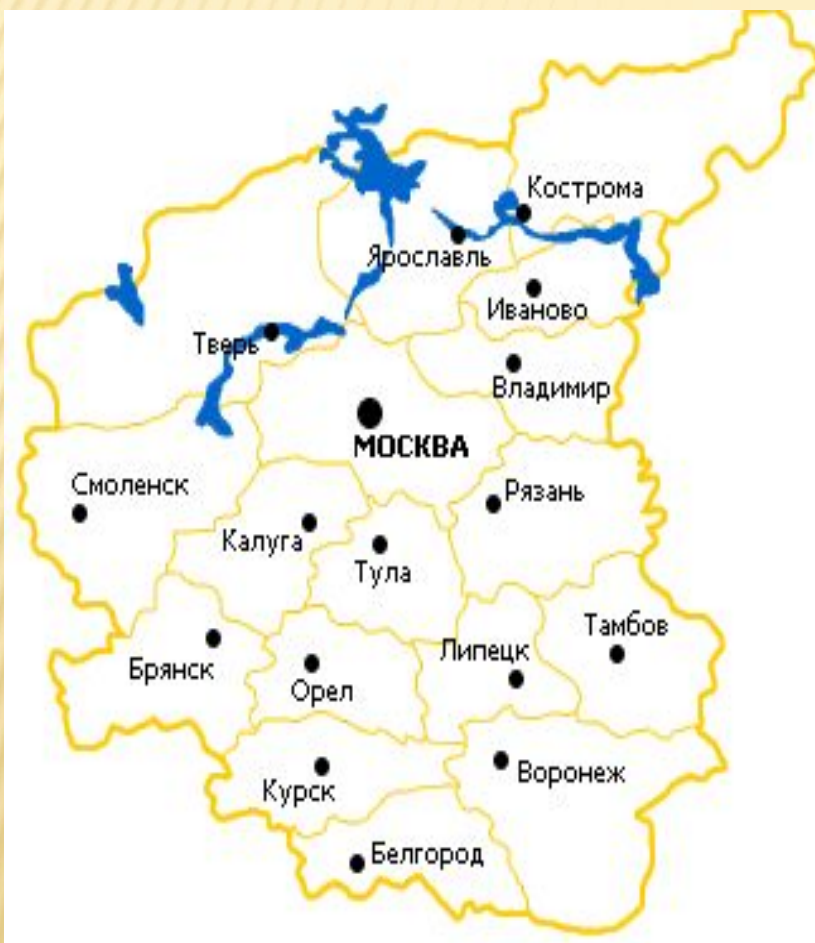 Кострома
Ярославль
Иваново
Тверь
Владимир
МОСКВА
Смоленск
Рязань
Калуга
Тула
Тамбов
Липецк
Брянск
Орел
Воронеж
Курск
Белгород